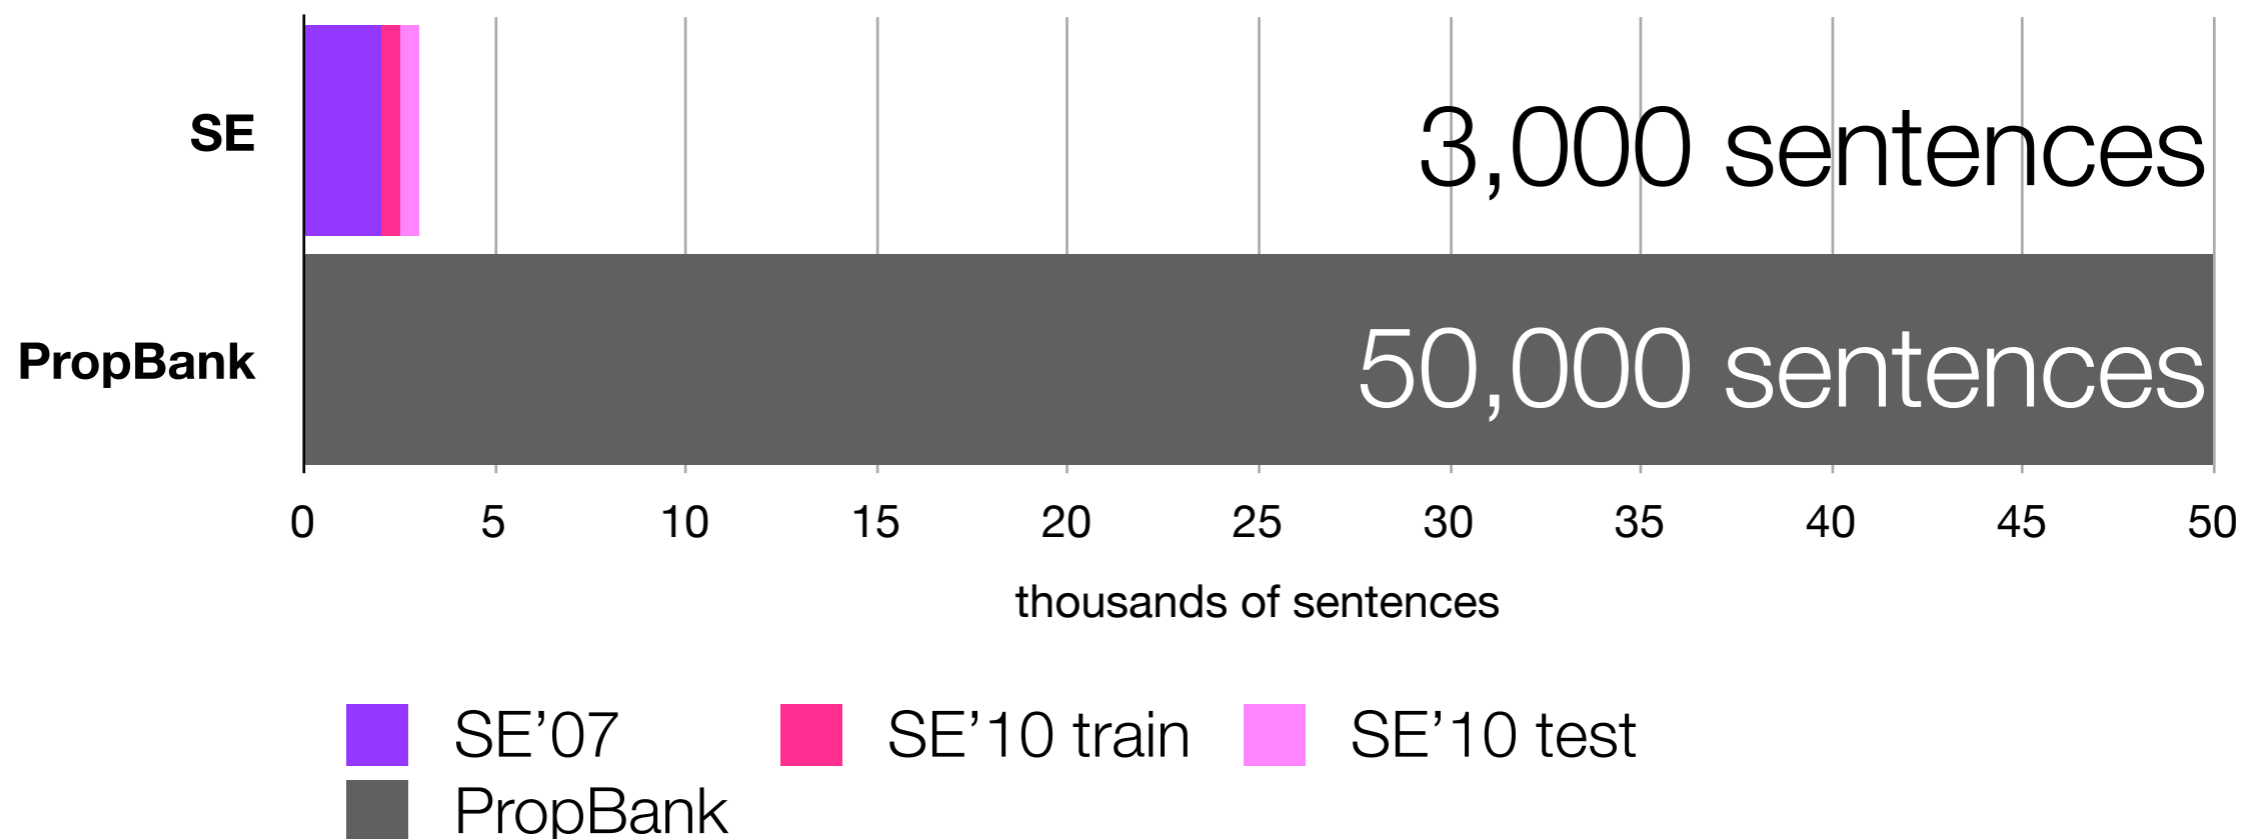 SE
3,000 sentences
PropBank
50,000 sentences
0 5 10 15 20 25 30 35 40 45 50
thousands of sentences
SE’07 SE’10 train SE’10 test
PropBank